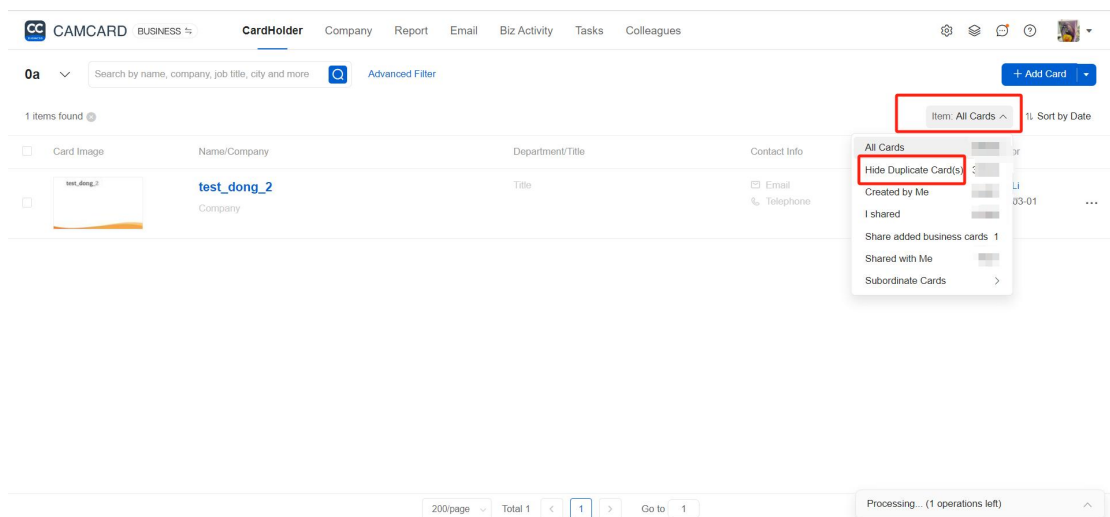 CC CAMCARD BUSINESS CardHolder Company Report Email Biz Activity Tasks Colleagues
0a Search by name, company, job title, city and more Advanced Filter + Add Card
1 items found Item: All Cards Sort by Date
Card Image Name/Company Department/Title Contact Info
All Cards
Hide Duplicate Card(s) 3
Created by Me
I shared
Share added business cards 1
Shared with Me
Subordinate Cards
test_dong_2 test_dong_2 Title Email Li
Company Telephone 03-01
200/page Total 1 1 Go to 1
Processing... (1 operations left)